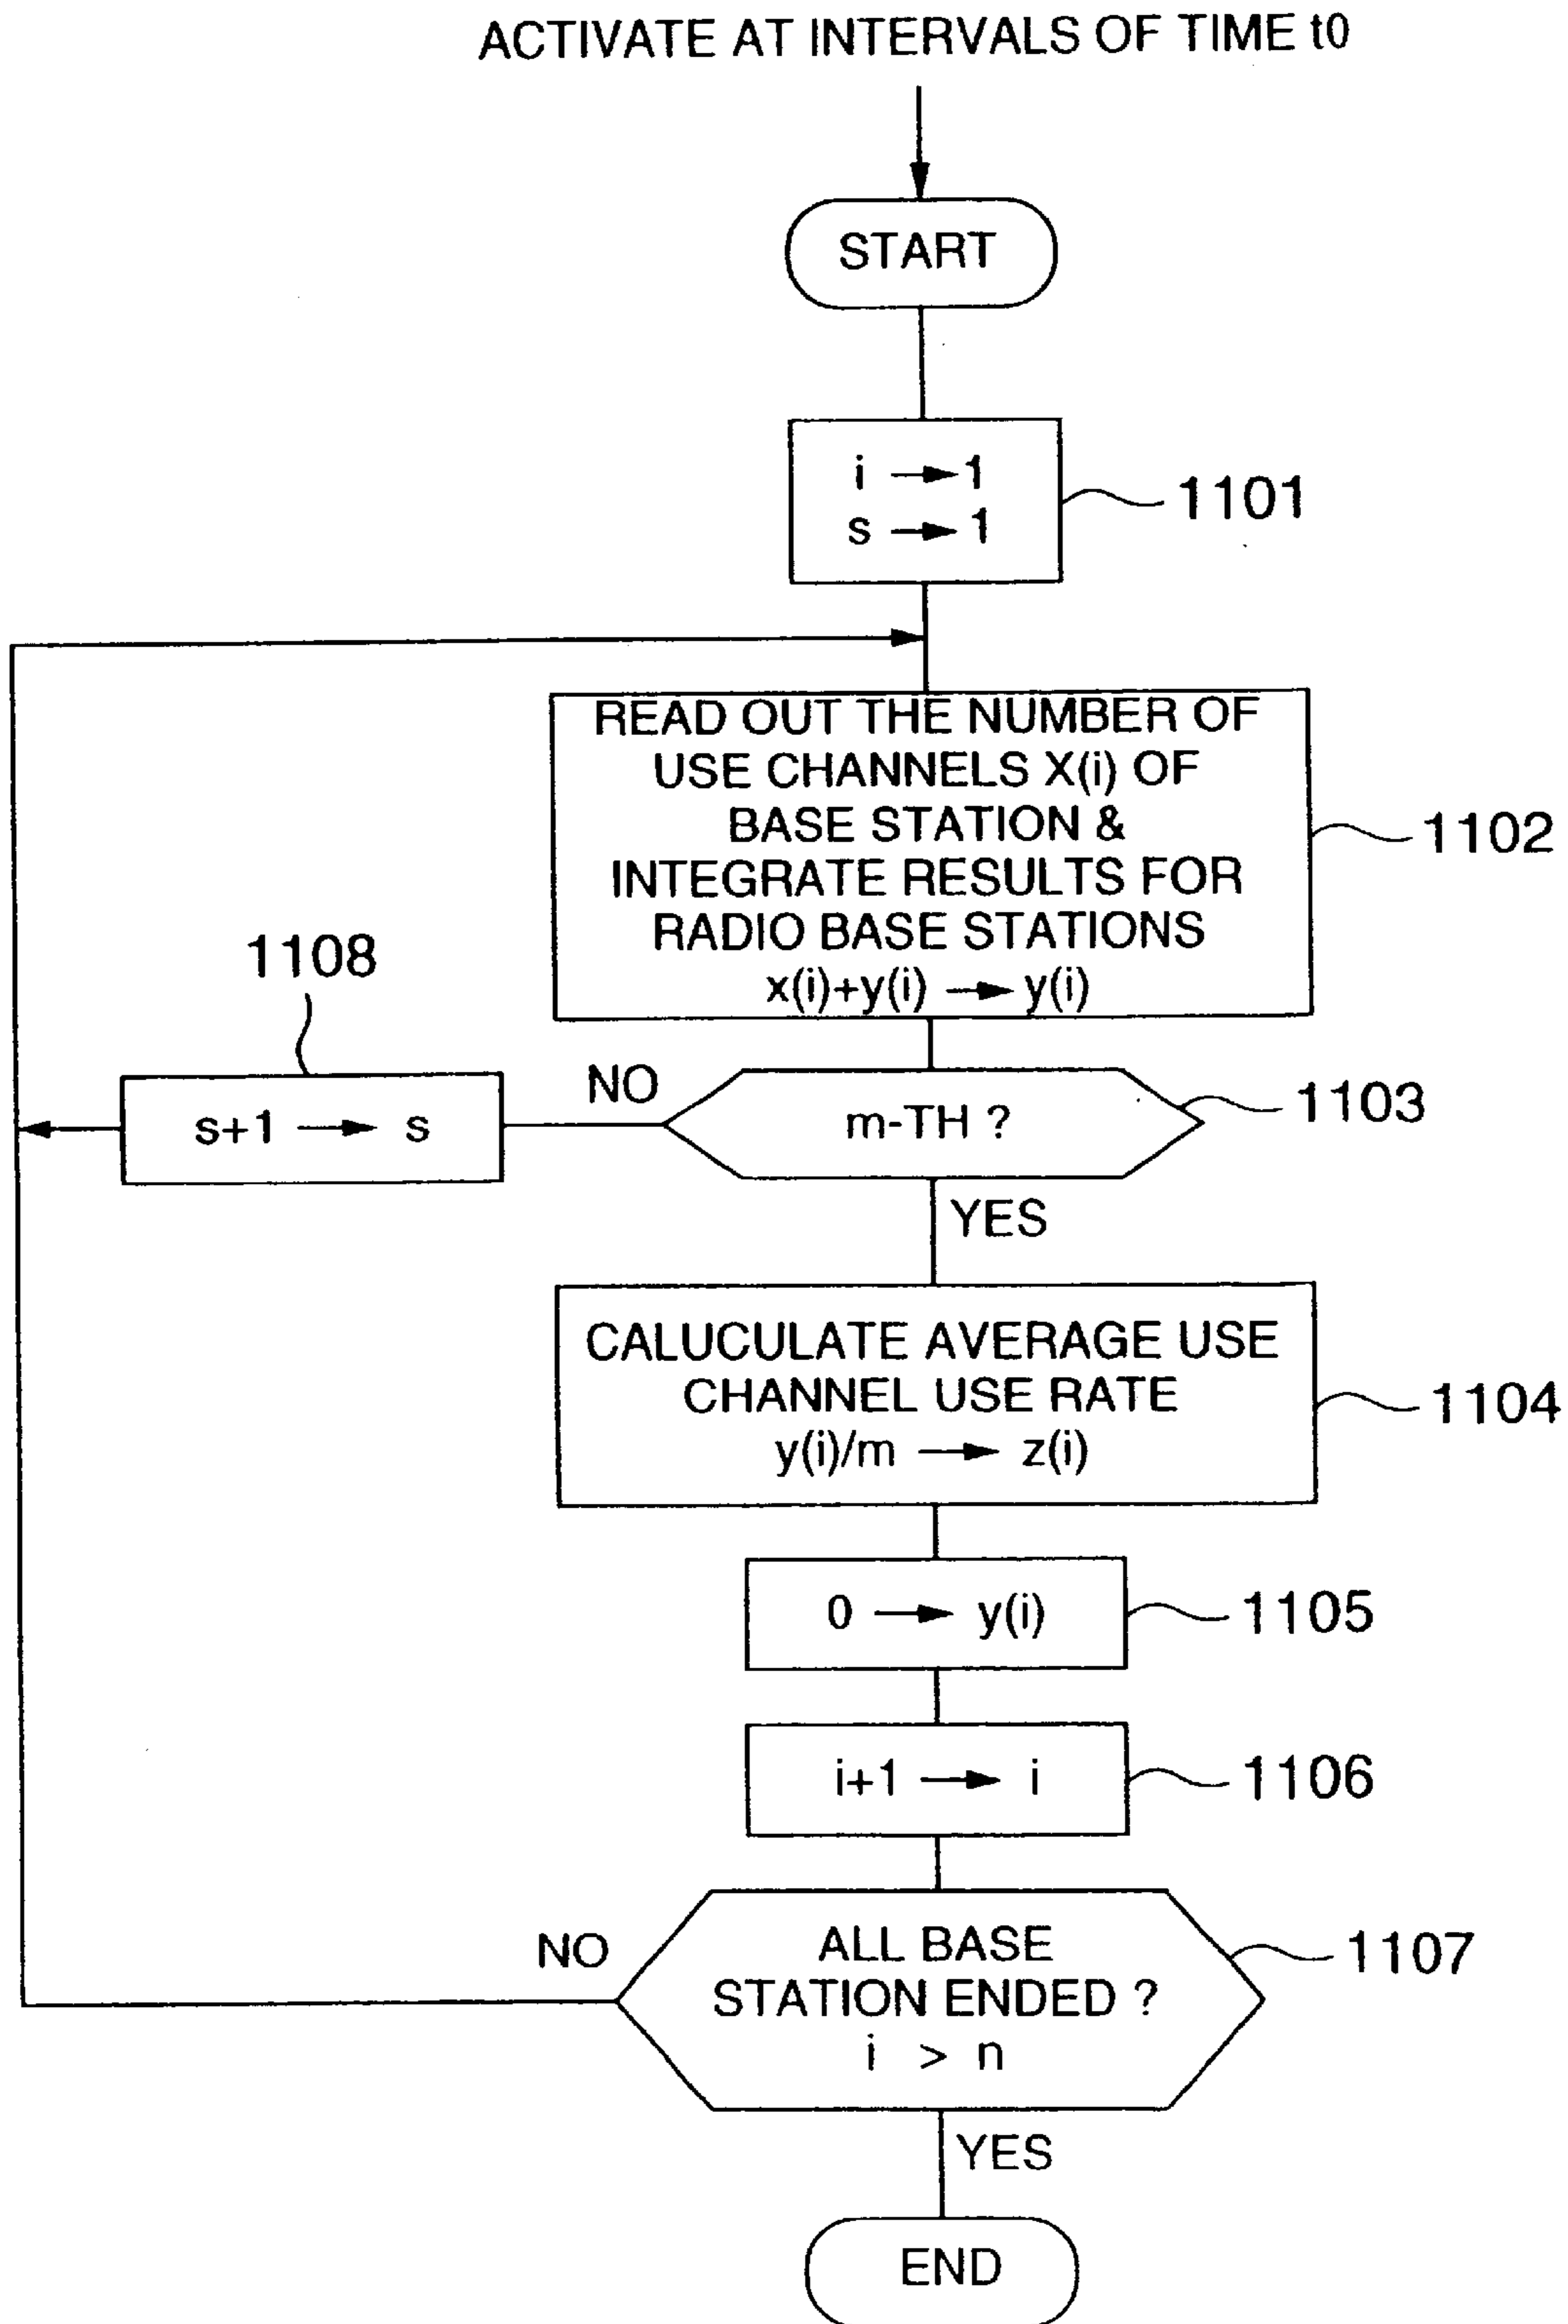 ACTIVATE AT INTERVALS OF TIME t0
START
i → 1
s → 1
1101
READ OUT THE NUMBER OF
USE CHANNELS X(i) OF
BASE STATION &
INTEGRATE RESULTS FOR
RADIO BASE STATIONS
x(i)+y(i) → y(i)
1102
1108
s+1 → s
NO
m-TH ?
1103
YES
CALUCULATE AVERAGE USE
CHANNEL USE RATE
y(i)/m → z(i)
1104
0 → y(i)
1105
i+1 → i
1106
NO
ALL BASE
STATION ENDED ?
i > n
1107
YES
END